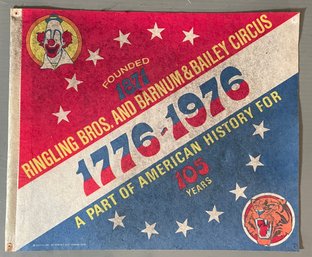 FOUNDED
1871
RINGLING BROS. AND BARNUM & BAILEY CIRCUS
1776-1976
A PART OF AMERICAN HISTORY FOR
105
YEARS